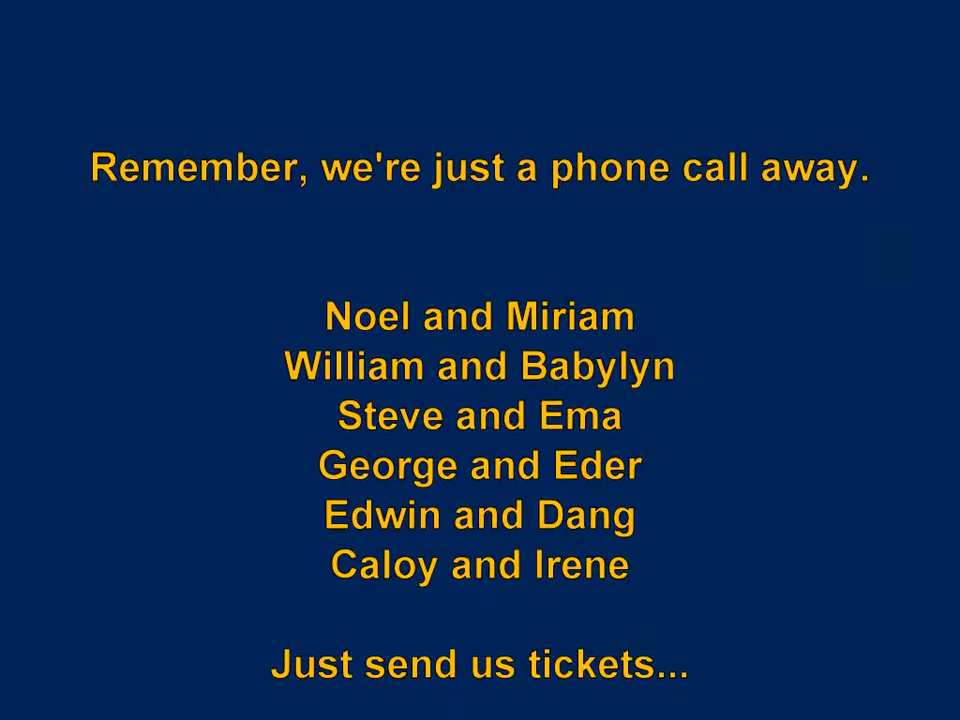 Remember, we're just a phone call away.
Noel and Miriam
William and Babylyn
Steve and Ema
George and Eder
Edwin and Dang
Caloy and Irene
Just send us tickets...